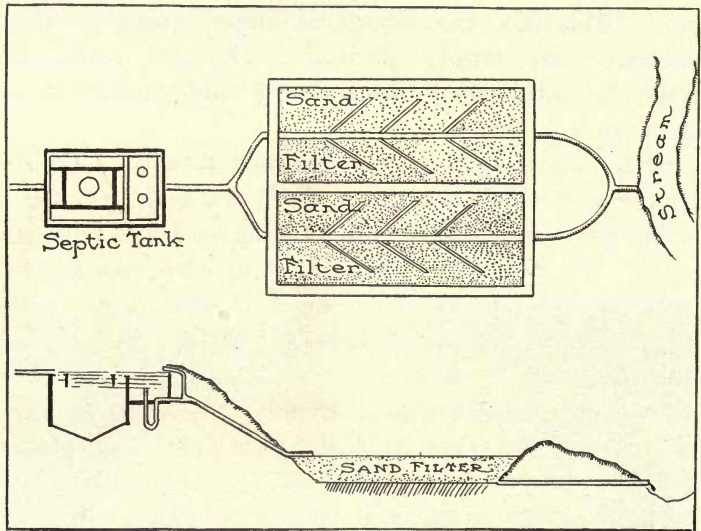 Sand
Filter
Sand
Filter
Septic Tank
Stream
SAND FILTER